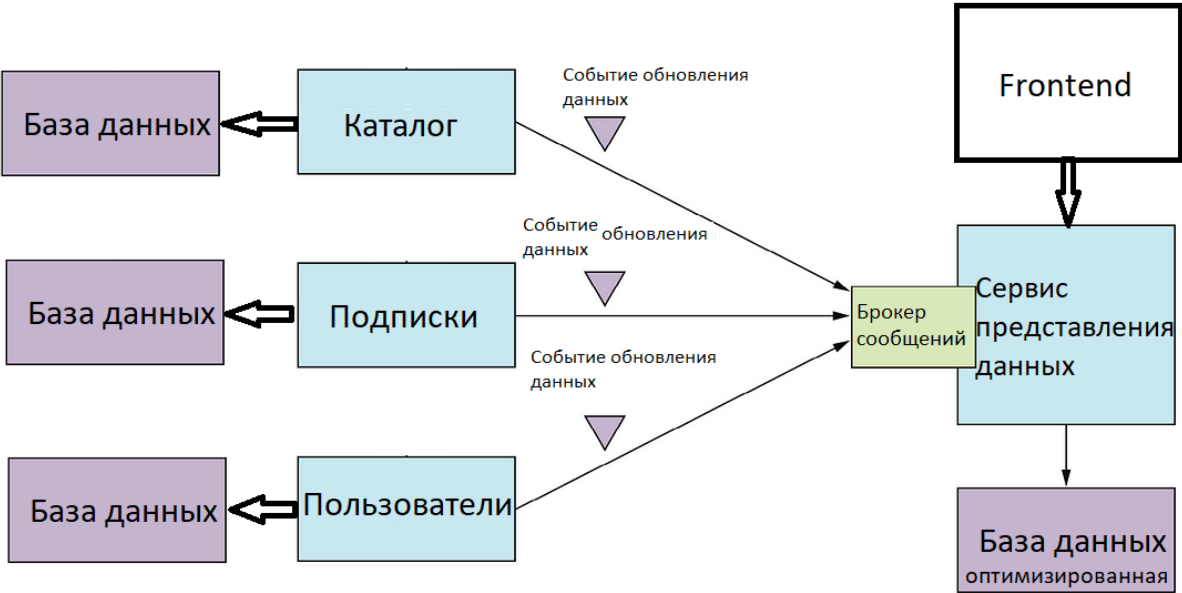 Событие обновления
данных
Frontend
База данных
Каталог
Событие обновления
данных
База данных
Подписки
Брокер
сообщений
Сервис
представления
данных
Событие обновления
данных
База данных
Пользователи
База данных
оптимизированная